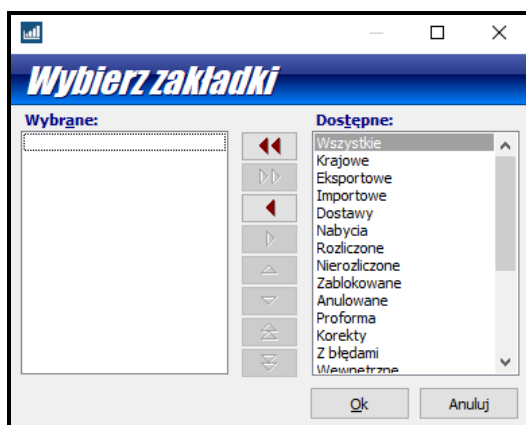 Wybierz zakładki
Wybrane:
Dostępne:
Wszystkie
Krajowe
Eksportowe
Importowe
Dostawy
Nabycia
Rozliczone
Nierozliczone
Zablokowane
Anulowane
Proforma
Korekty
Z błędami
Wewnętrzne
Ok
Anuluj